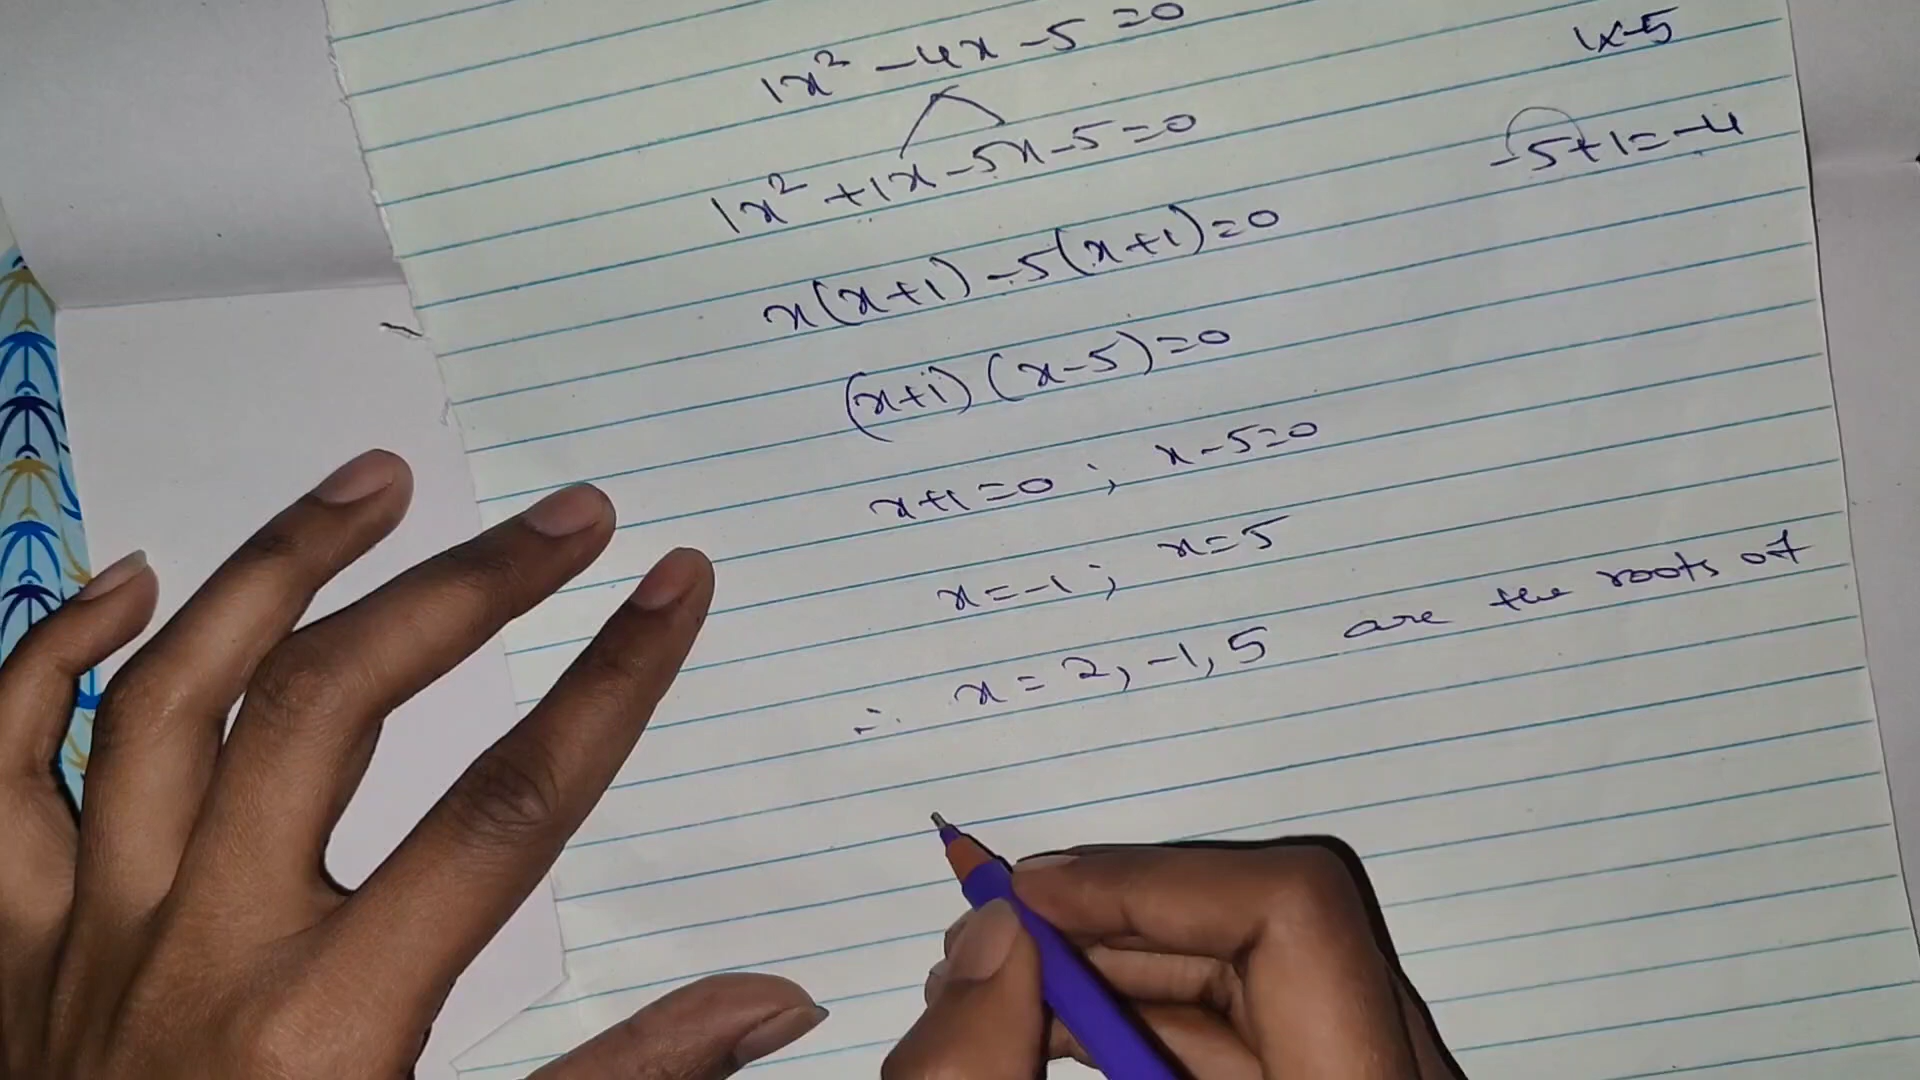 1x² -4x -5 =0
1x-5
1x² +1x -5x -5 =0
-5+1=-4
x(x+1) -5(x+1) =0
(x+1) (x-5) =0
x+1=0 ; x-5=0
x=-1 ; x=5
∴ x = 2, -1, 5 are the roots of